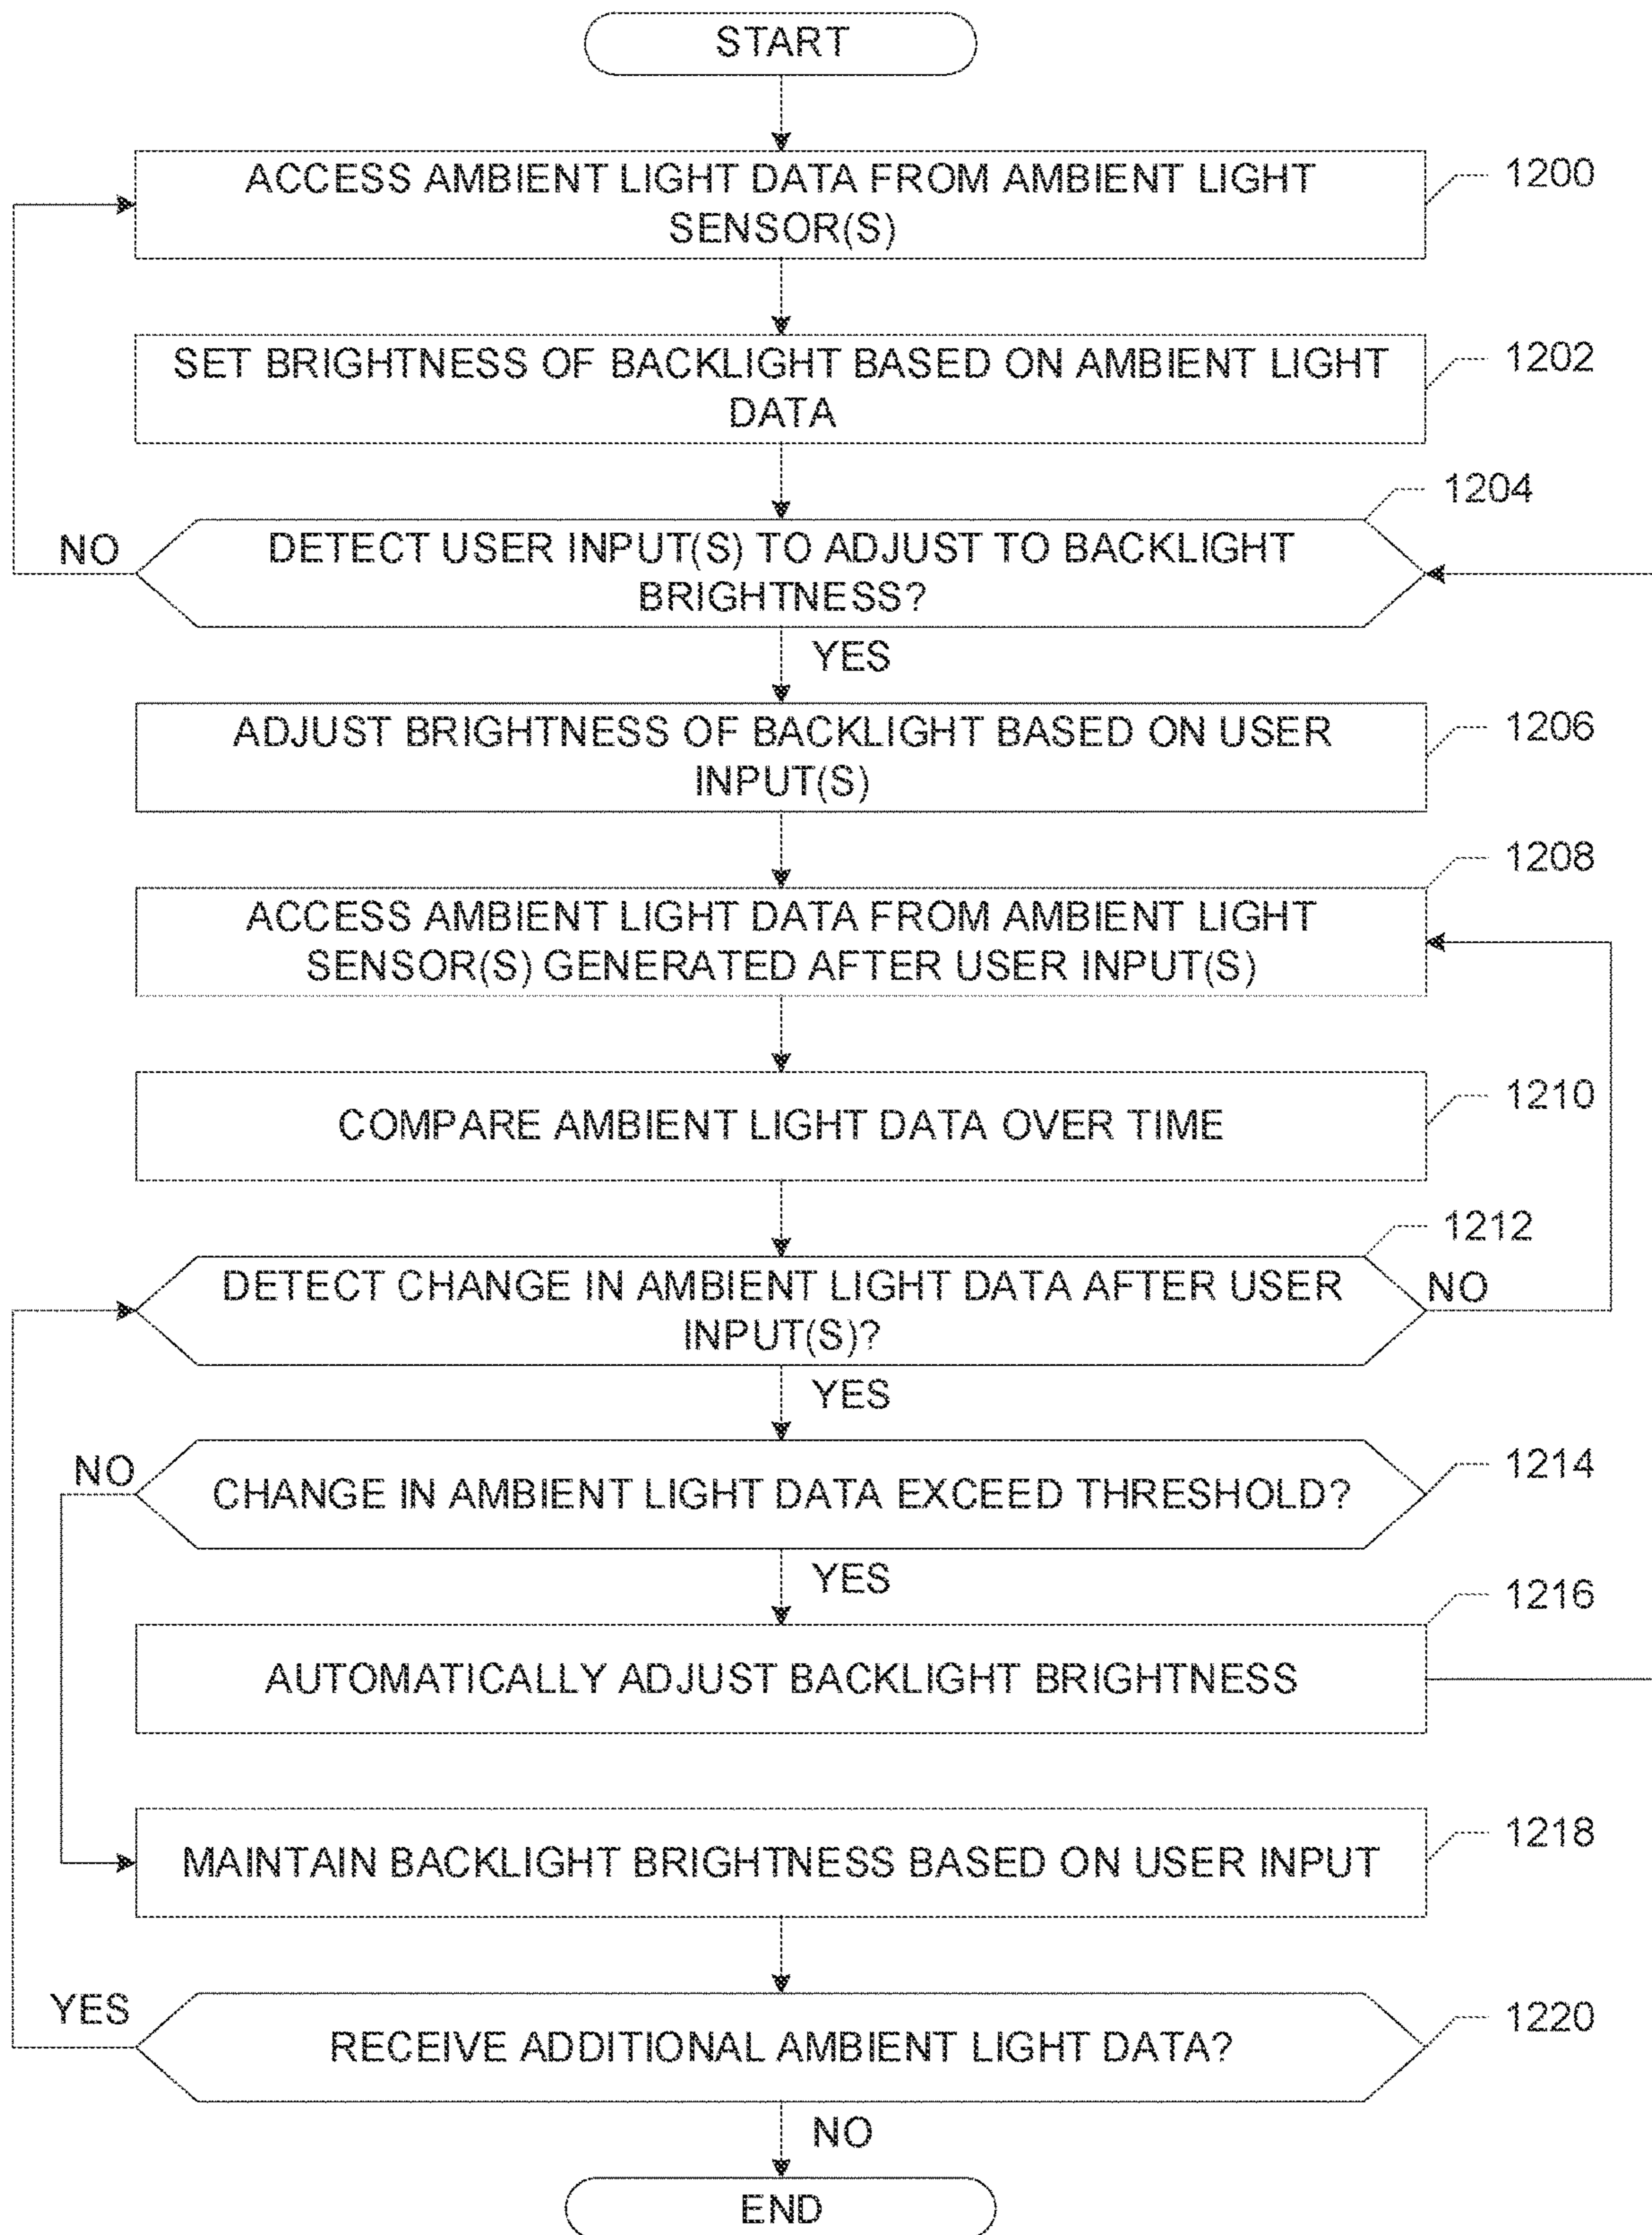 START
ACCESS AMBIENT LIGHT DATA FROM AMBIENT LIGHT
SENSOR(S)
1200
SET BRIGHTNESS OF BACKLIGHT BASED ON AMBIENT LIGHT
DATA
1202
1204
NO
DETECT USER INPUT(S) TO ADJUST TO BACKLIGHT
BRIGHTNESS?
YES
ADJUST BRIGHTNESS OF BACKLIGHT BASED ON USER
INPUT(S)
1206
1208
ACCESS AMBIENT LIGHT DATA FROM AMBIENT LIGHT
SENSOR(S) GENERATED AFTER USER INPUT(S)
COMPARE AMBIENT LIGHT DATA OVER TIME
1210
1212
DETECT CHANGE IN AMBIENT LIGHT DATA AFTER USER
INPUT(S)?
NO
YES
NO
CHANGE IN AMBIENT LIGHT DATA EXCEED THRESHOLD?
1214
YES
1216
AUTOMATICALLY ADJUST BACKLIGHT BRIGHTNESS
MAINTAIN BACKLIGHT BRIGHTNESS BASED ON USER INPUT
1218
YES
RECEIVE ADDITIONAL AMBIENT LIGHT DATA?
1220
NO
END